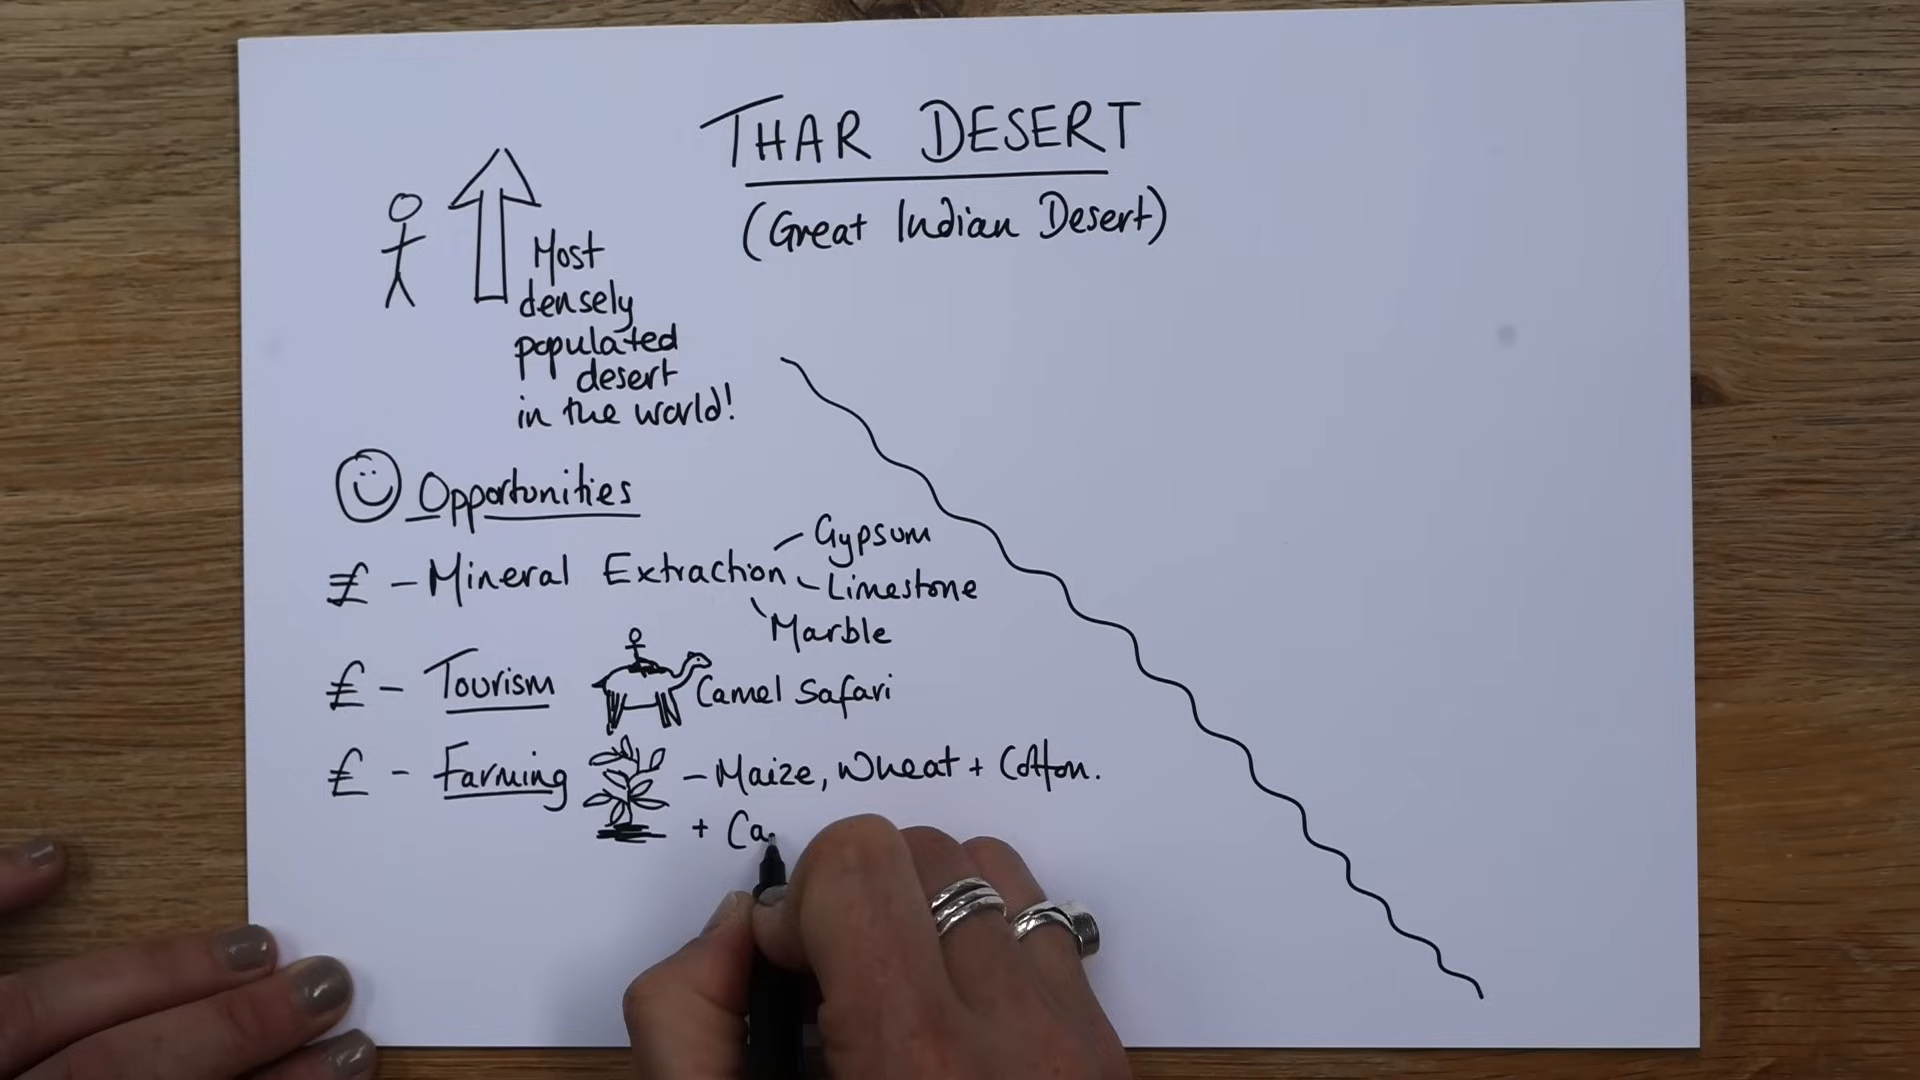 THAR DESERT
(Great Indian Desert)
Most
densely
populated
desert
in the world!
Opportunities
£ - Mineral Extraction
Gypsum
Limestone
Marble
£ - Tourism
Camel Safari
£ - Farming
- Maize, Wheat + Cotton.
+ Ca